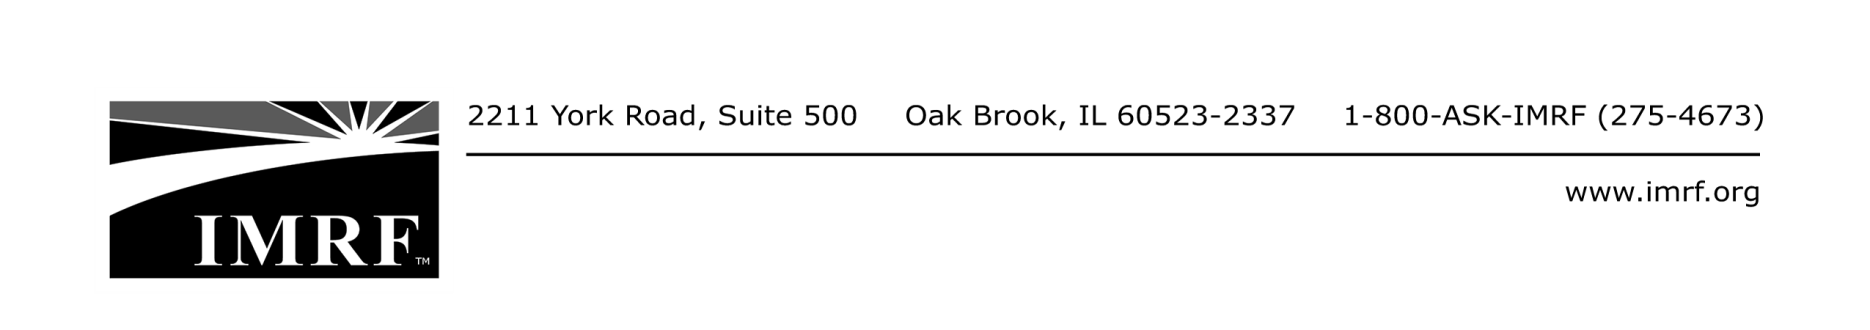 2211 York Road, Suite 500 Oak Brook, IL 60523-2337 1-800-ASK-IMRF (275-4673)
www.imrf.org
IMRF™